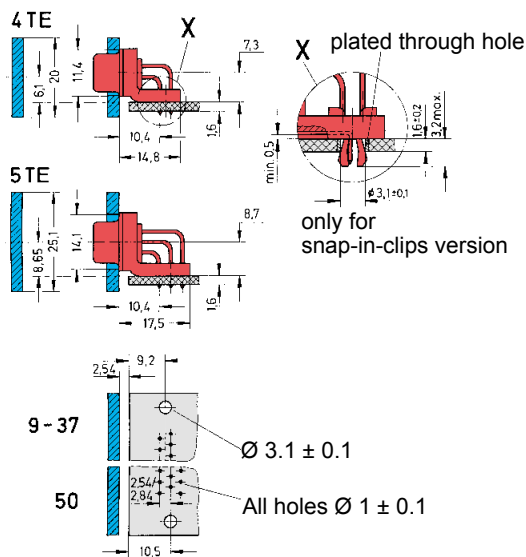 4 TE
X
7,3
11,4
20
6,1
10,4
14,8
1,6
X
plated through hole
1,6±0,2
3,2 max.
min. 0,5
ϕ 3,1±0,1
only for
snap-in-clips version
5 TE
8,7
14,1
25,1
8,65
10,4
17,5
1,6
9,2
2,54
9 - 37
Ø 3.1 ± 0.1
50
2,54/
2,84
All holes Ø 1 ± 0.1
10,5